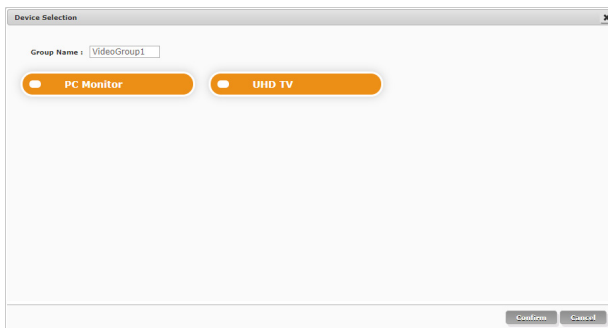 Device Selection
Group Name : VideoGroup1
PC Monitor UHD TV
Confirm Cancel